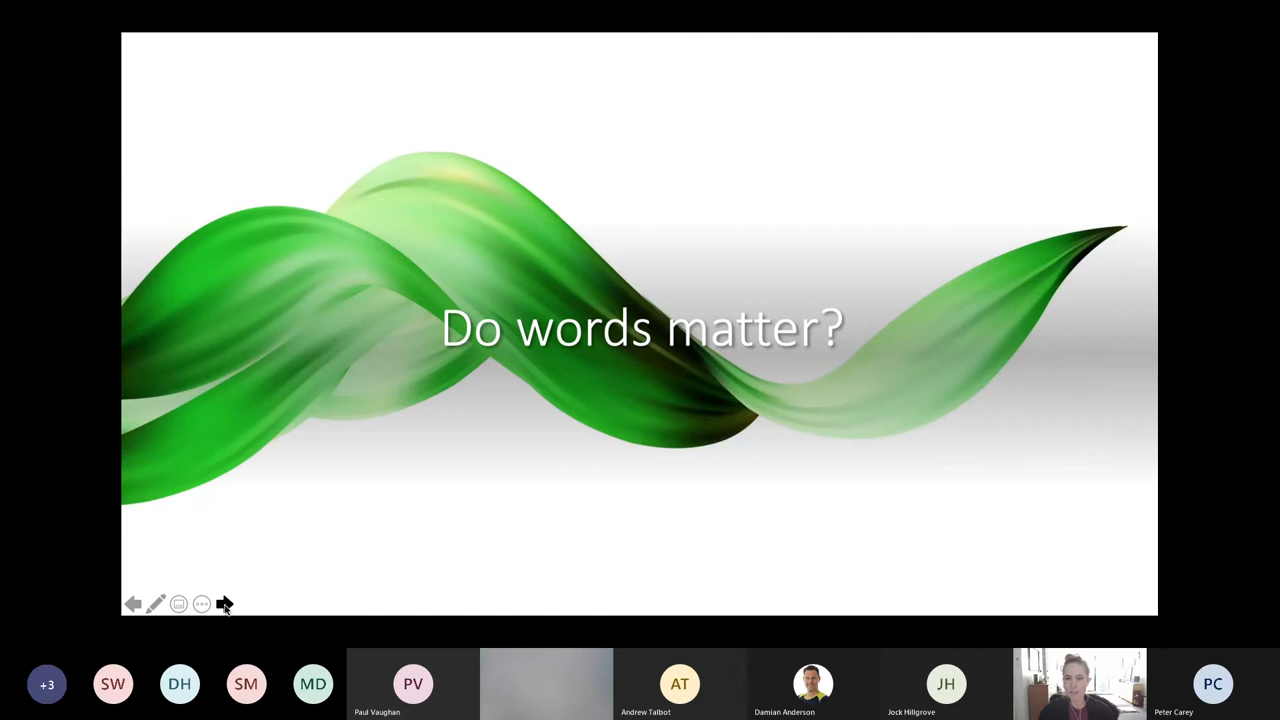 Do words matter?
+3
SW
DH
SM
MD
PV
AT
JH
PC
Paul Vaughan
Andrew Talbot
Damian Anderson
Jock Hillgrove
Peter Carey